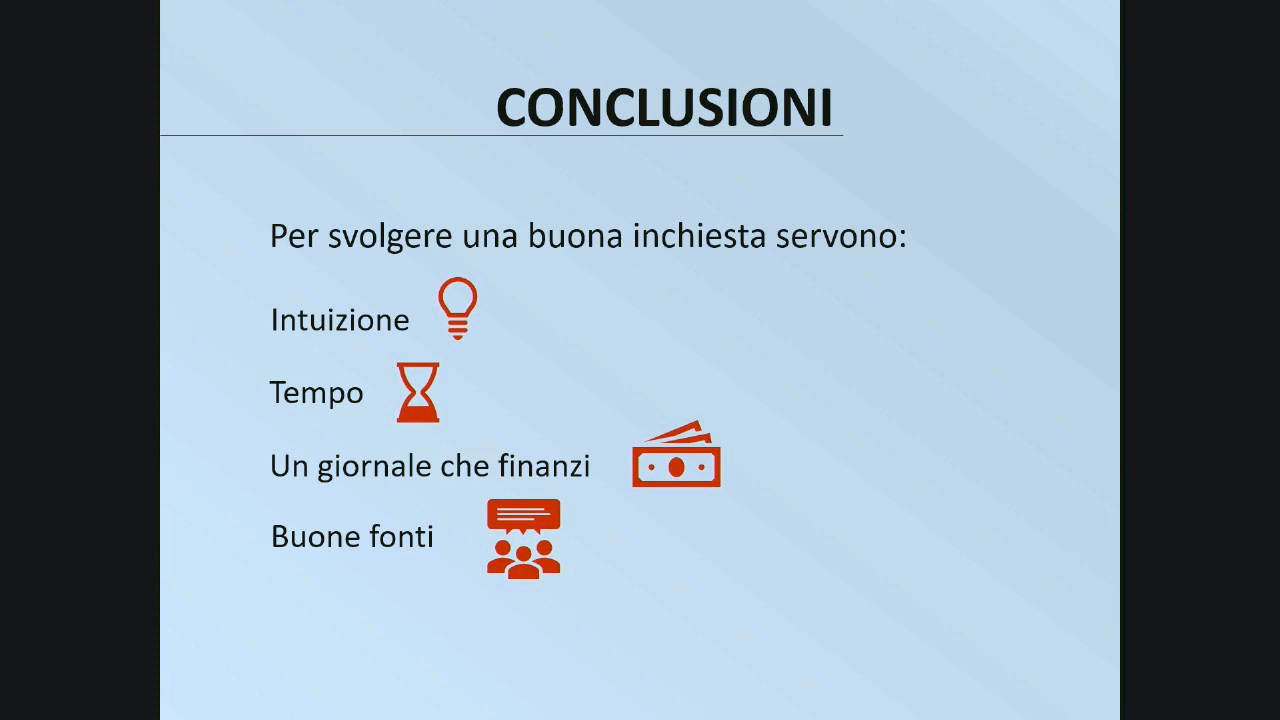 CONCLUSIONI
Per svolgere una buona inchiesta servono:
Intuizione
Tempo
Un giornale che finanzi
Buone fonti